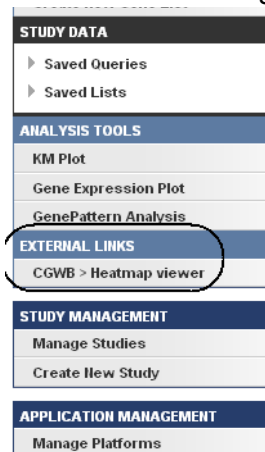 STUDY DATA
Saved Queries
Saved Lists
ANALYSIS TOOLS
KM Plot
Gene Expression Plot
GenePattern Analysis
EXTERNAL LINKS
CGWB > Heatmap viewer
STUDY MANAGEMENT
Manage Studies
Create New Study
APPLICATION MANAGEMENT
Manage Platforms